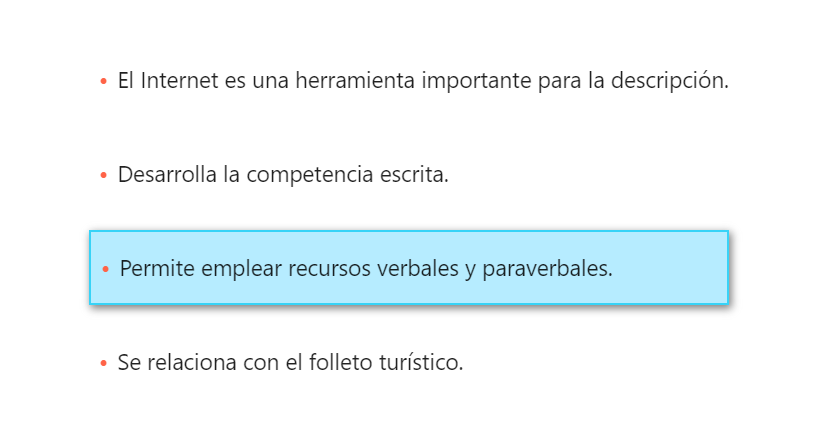 • El Internet es una herramienta importante para la descripción.
• Desarrolla la competencia escrita.
• Permite emplear recursos verbales y paraverbales.
• Se relaciona con el folleto turístico.